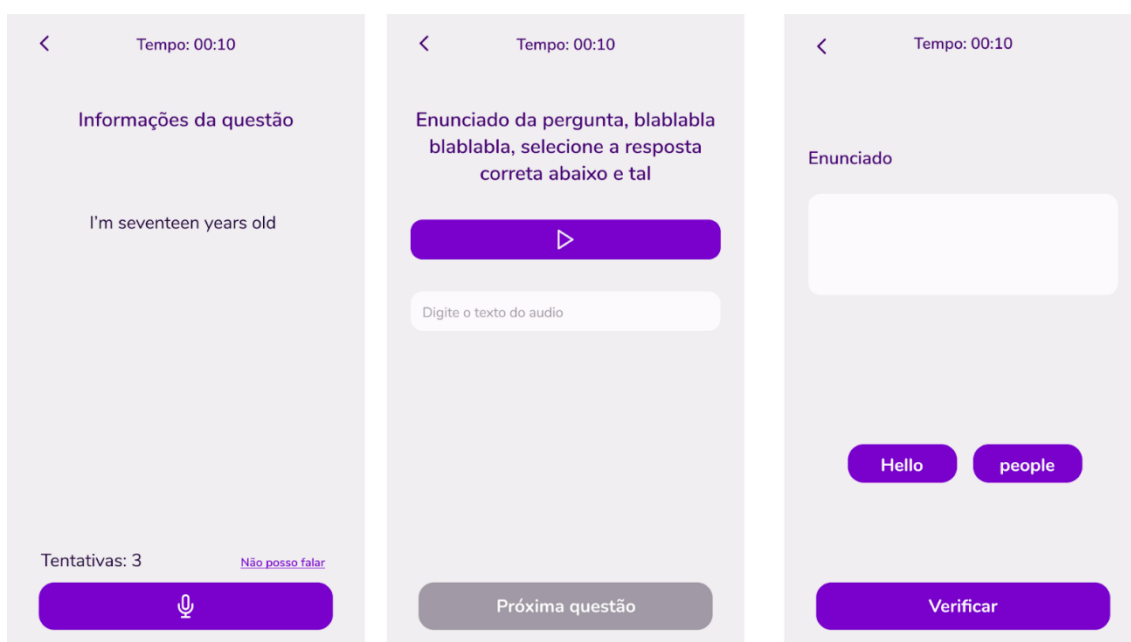 Tempo: 00:10
Informações da questão
I'm seventeen years old
Tentativas: 3
Não posso falar
Tempo: 00:10
Enunciado da pergunta, blablabla
blablabla, selecione a resposta
correta abaixo e tal
Digite o texto do audio
Próxima questão
Tempo: 00:10
Enunciado
Hello
people
Verificar